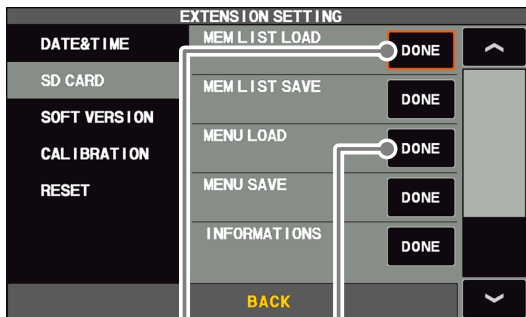 EXTENSION SETTING
DATE&TIME
SD CARD
SOFT VERSION
CALIBRATION
RESET
MEM LIST LOAD DONE
MEM LIST SAVE DONE
MENU LOAD DONE
MENU SAVE DONE
INFORMATIONS DONE
BACK